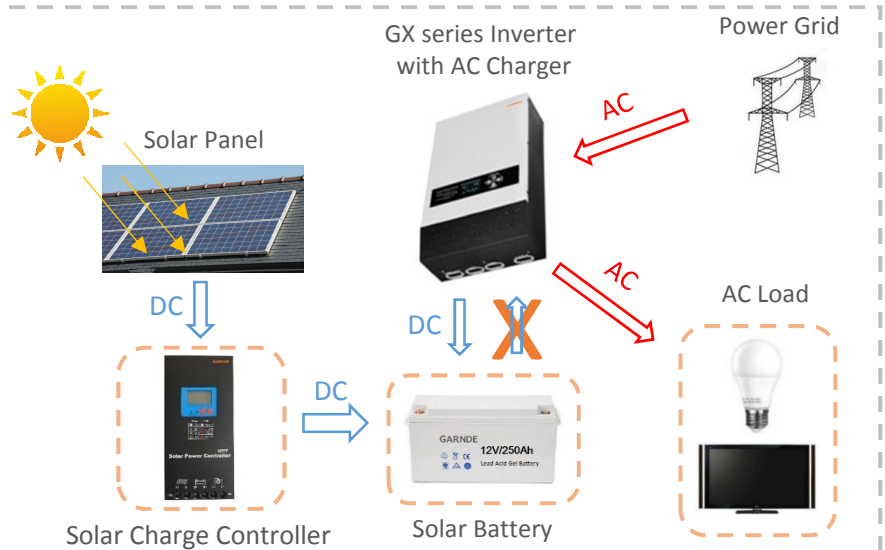 GX series Inverter
with AC Charger
Power Grid
AC
Solar Panel
DC
DC
AC
AC Load
DC
Solar Power Controller
GARNDE
12V/250Ah
Lead Acid Gel Battery
Solar Charge Controller
Solar Battery